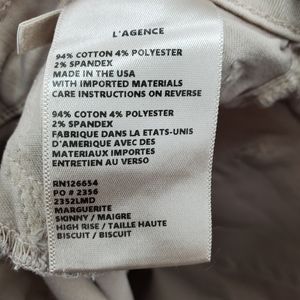 L'AGENCE
94% COTTON 4% POLYESTER
2% SPANDEX
MADE IN THE USA
WITH IMPORTED MATERIALS
CARE INSTRUCTIONS ON REVERSE
94% COTTON 4% POLYESTER
2% SPANDEX
FABRIQUE DANS LA ETATS-UNIS
D'AMERIQUE AVEC DES
MATERIAUX IMPORTES
ENTRETIEN AU VERSO
RN126654
PO # 2356
2352LMD
MARGUERITE
SKINNY / MAIGRE
HIGH RISE / TAILLE HAUTE
BISCUIT / BISCUIT